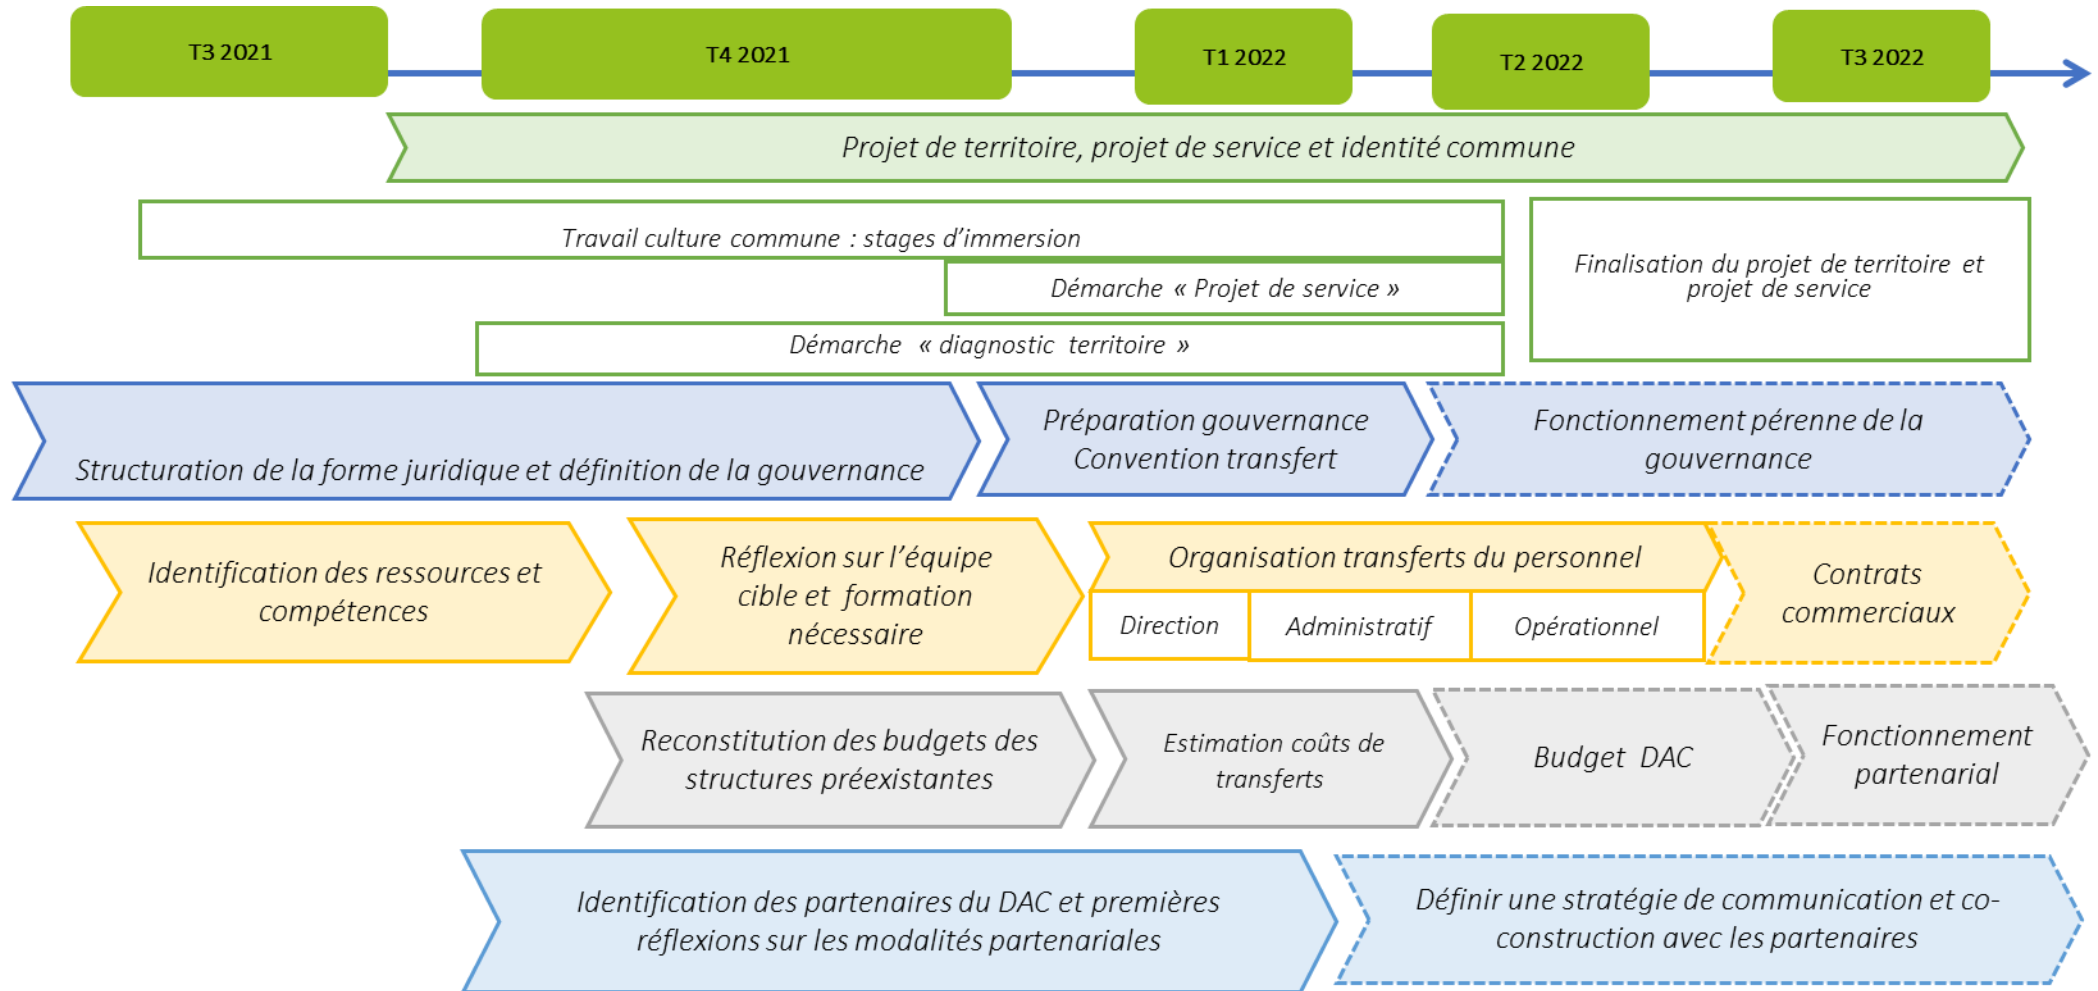 T3 2021
T4 2021
T1 2022
T2 2022
T3 2022
Projet de territoire, projet de service et identité commune
Travail culture commune : stages d’immersion
Démarche « Projet de service »
Démarche « diagnostic territoire »
Finalisation du projet de territoire et
projet de service
Structuration de la forme juridique et définition de la gouvernance
Préparation gouvernance
Convention transfert
Fonctionnement pérenne de la
gouvernance
Identification des ressources et
compétences
Réflexion sur l’équipe
cible et formation
nécessaire
Organisation transferts du personnel
Direction
Administratif
Opérationnel
Contrats
commerciaux
Reconstitution des budgets des
structures préexistantes
Estimation coûts de
transferts
Budget DAC
Fonctionnement
partenarial
Identification des partenaires du DAC et premières
réflexions sur les modalités partenariales
Définir une stratégie de communication et co-
construction avec les partenaires